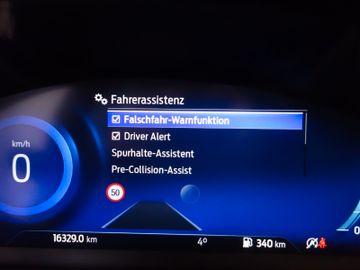 Fahrerassistenz
Falschfahr-Warnfunktion
Driver Alert
km/h
0
Spurhalte-Assistent
Pre-Collision-Assist
50
16329.0 km
4°
340 km